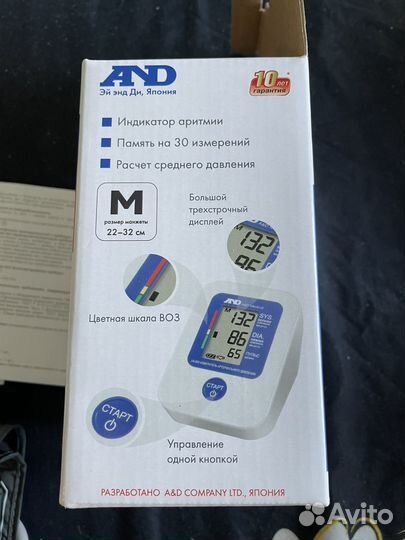 AND
Эй энд Ди, Япония
10 лет
гарантия
Индикатор аритмии
Память на 30 измерений
Расчет среднего давления
M
размер манжеты
22–32 см
Большой
трехстрочный
дисплей
M
132
86
Цветная шкала ВОЗ
AND
M
132
SYS
86
DIA
65
ПУЛЬС
СТАРТ
СТАРТ
Управление
одной кнопкой
РАЗРАБОТАНО A&D COMPANY LTD., ЯПОНИЯ
Avito